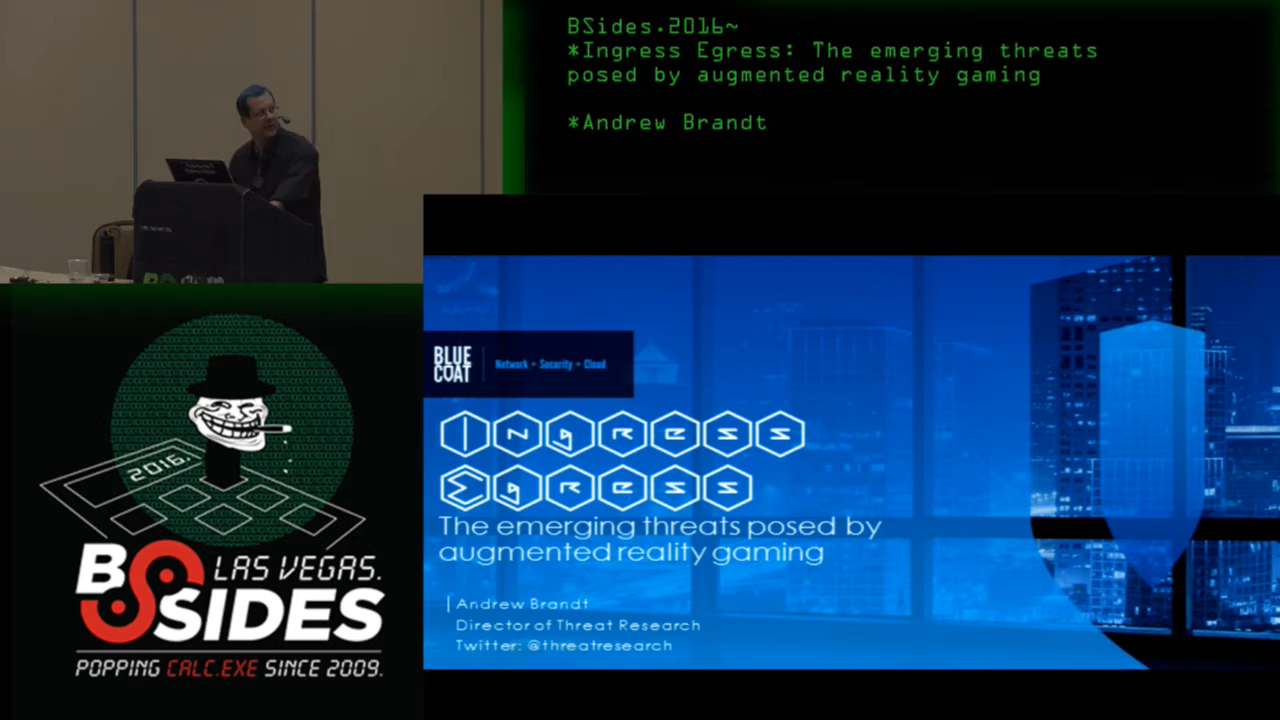 BSides.2016~
*Ingress Egress: The emerging threats
posed by augmented reality gaming
*Andrew Brandt
BLUE
COAT
Network + Security + Cloud
Ingress
Egress
The emerging threats posed by
augmented reality gaming
Andrew Brandt
Director of Threat Research
Twitter: @threatresearch
2016.
BSIDES
LAS VEGAS.
POPPING CALC.EXE SINCE 2009.